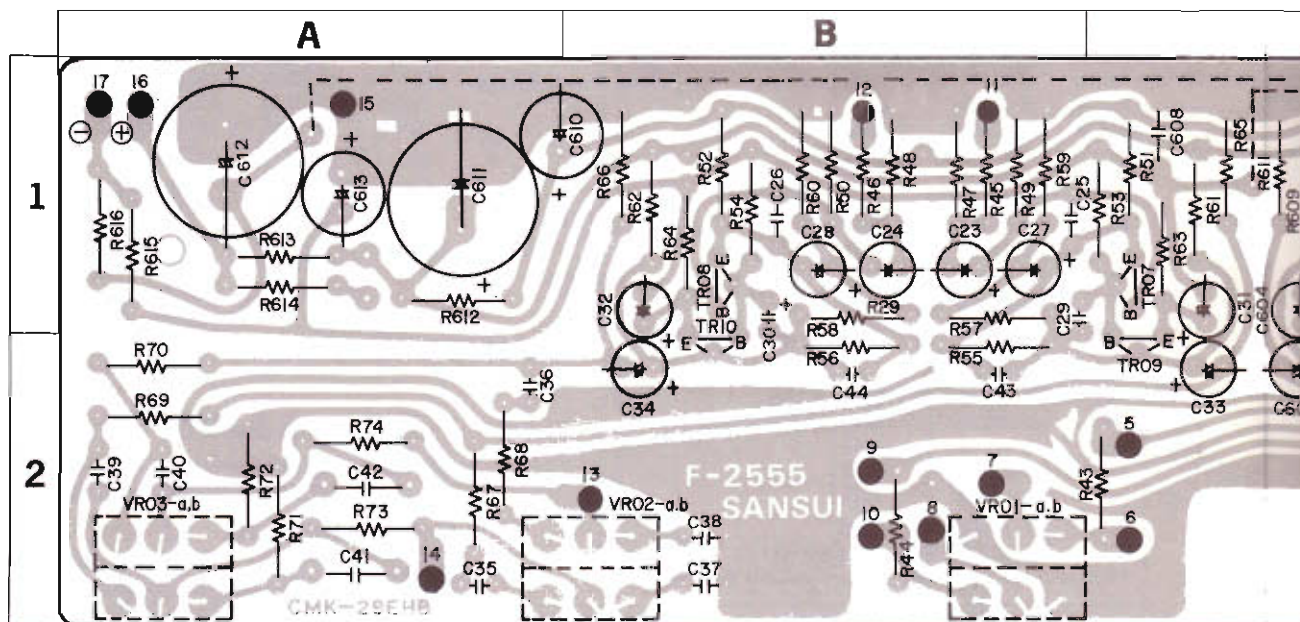 A
B
1
17
16
15
12
11
C612
C613
C611
C610
R66
R62
R64
R52
R54
C26
R60
R50
R46
R48
R47
R45
R49
R59
C25
R53
R51
C608
R61
R65
R611
R609
R63
R616
R615
R613
R614
R612
C28
C24
C23
C27
E
TR08
B
E
TR07
B
C32
TR10
E
B
C30
R29
R58
R57
C29
C31
C604
R56
R55
B
E
TR09
2
R70
R69
C36
C34
C44
C43
C33
C39
C40
R72
R74
C42
R71
R73
C41
R68
R67
C35
13
9
7
5
R43
F-2555
SANSUI
VR03-a,b
VR02-a,b
VR01-a.b
C38
C37
10
R44
8
6
14
CMK-29EHB